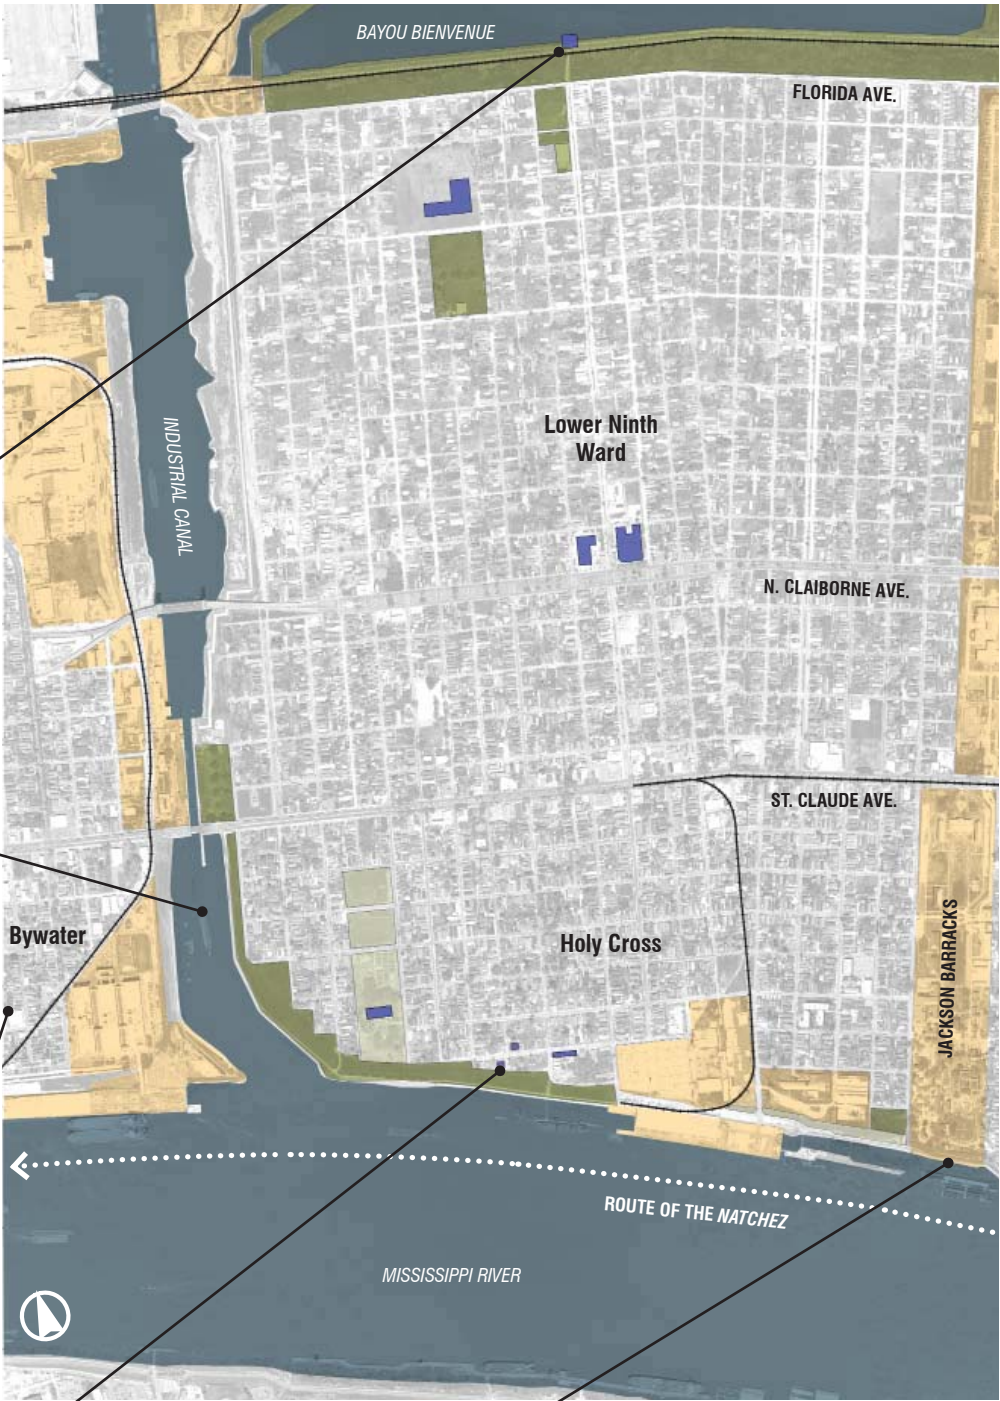 BAYOU BIENVENUE
FLORIDA AVE.
INDUSTRIAL CANAL
Lower Ninth
Ward
N. CLAIBORNE AVE.
ST. CLAUDE AVE.
Bywater
Holy Cross
JACKSON BARRACKS
ROUTE OF THE NATCHEZ
MISSISSIPPI RIVER